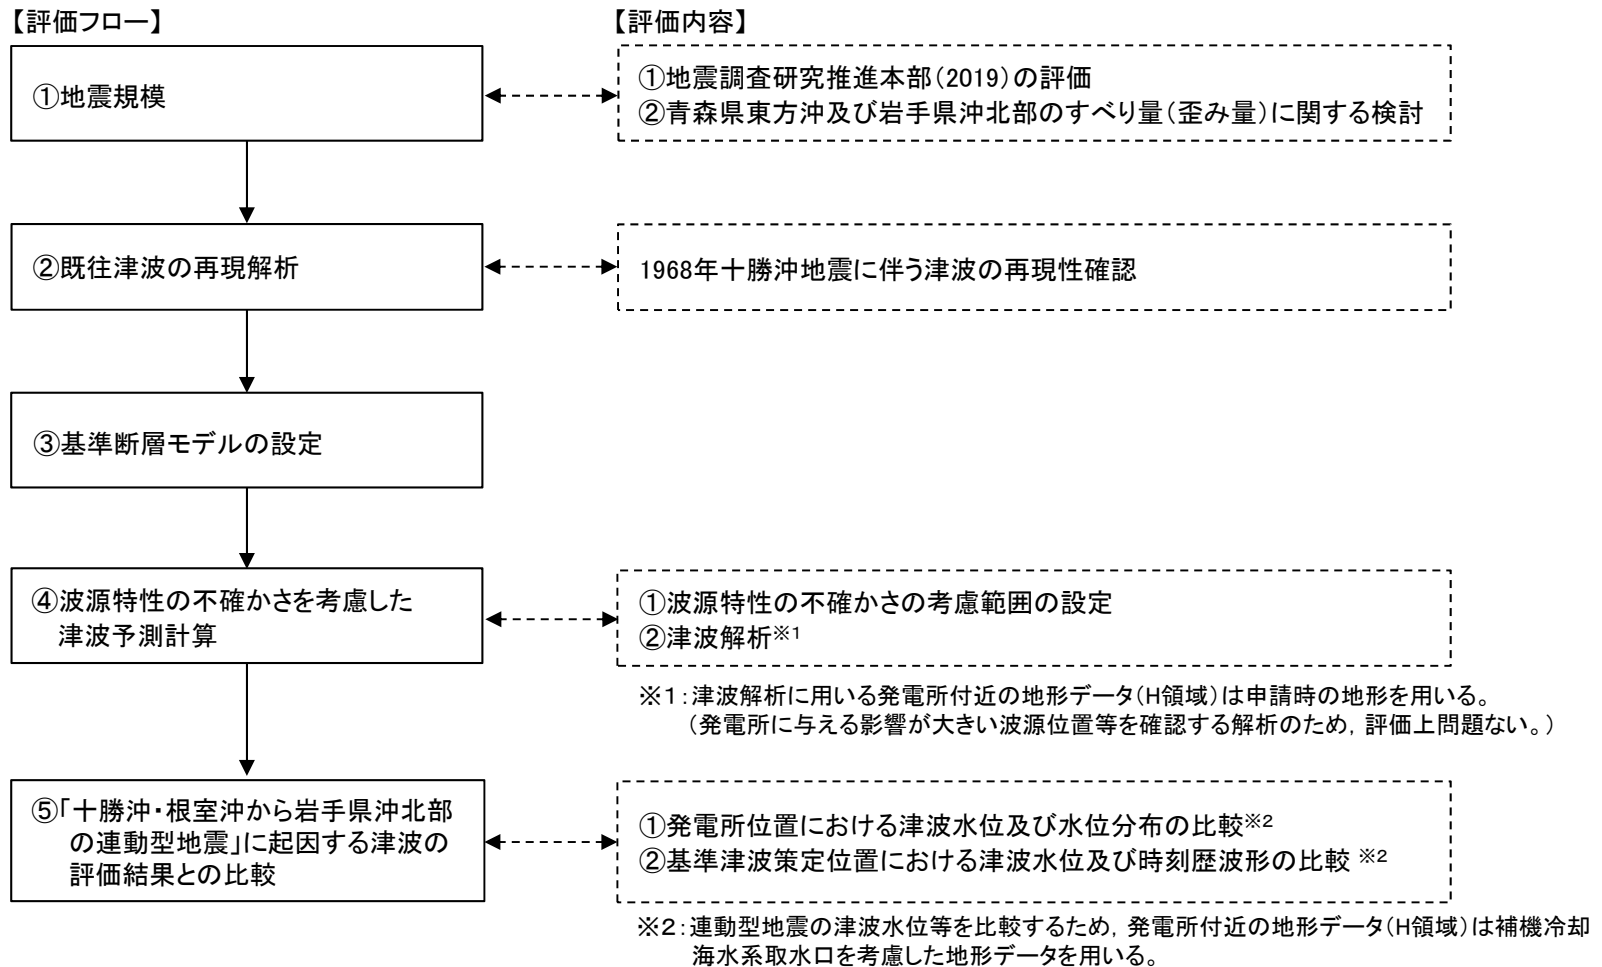 【評価フロー】
【評価内容】
①地震規模
①地震調査研究推進本部(2019)の評価
②青森県東方沖及び岩手県沖北部のすべり量(歪み量)に関する検討
②既往津波の再現解析
1968年十勝沖地震に伴う津波の再現性確認
③基準断層モデルの設定
④波源特性の不確かさを考慮した
津波予測計算
①波源特性の不確かさの考慮範囲の設定
②津波解析※1
※1:津波解析に用いる発電所付近の地形データ(H領域)は申請時の地形を用いる。
(発電所に与える影響が大きい波源位置等を確認する解析のため,評価上問題ない。)
⑤「十勝沖・根室沖から岩手県沖北部
の連動型地震」に起因する津波の
評価結果との比較
①発電所位置における津波水位及び水位分布の比較※2
②基準津波策定位置における津波水位及び時刻歴波形の比較 ※2
※2:連動型地震の津波水位等を比較するため,発電所付近の地形データ(H領域)は補機冷却
海水系取水口を考慮した地形データを用いる。